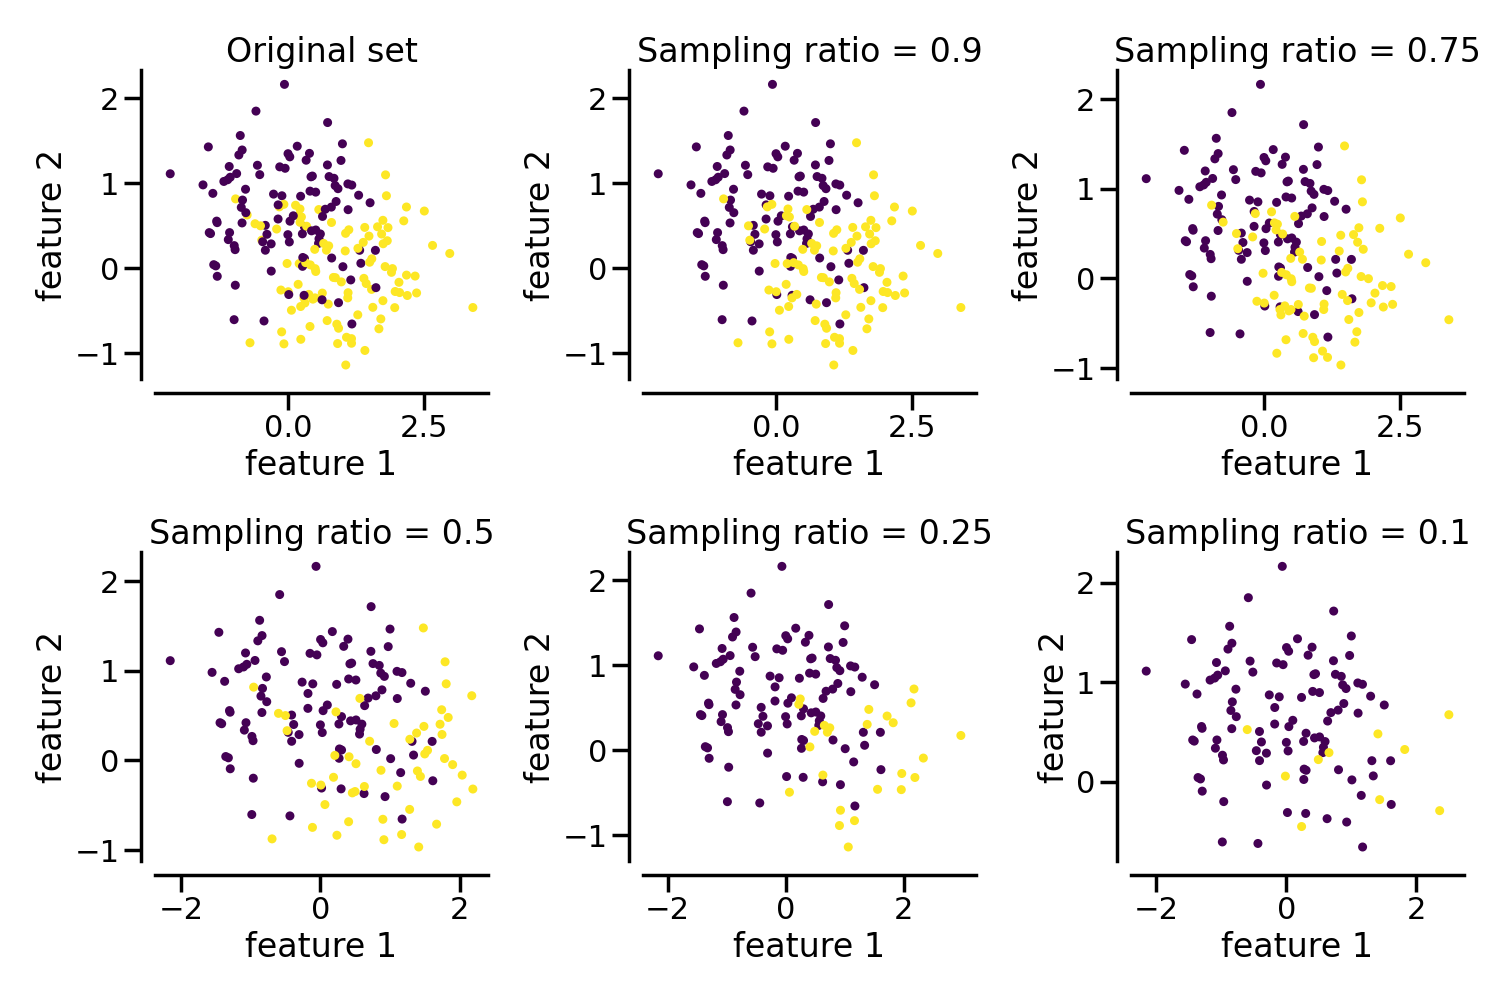 Original set
Sampling ratio = 0.9
Sampling ratio = 0.75
2
1
0
−1
feature 2
0.0
2.5
feature 1
2
1
0
−1
feature 2
0.0
2.5
feature 1
2
1
0
−1
feature 2
0.0
2.5
feature 1
Sampling ratio = 0.5
Sampling ratio = 0.25
Sampling ratio = 0.1
2
1
0
−1
feature 2
−2
0
2
feature 1
2
1
0
−1
feature 2
−2
0
2
feature 1
2
1
0
feature 2
−2
0
2
feature 1